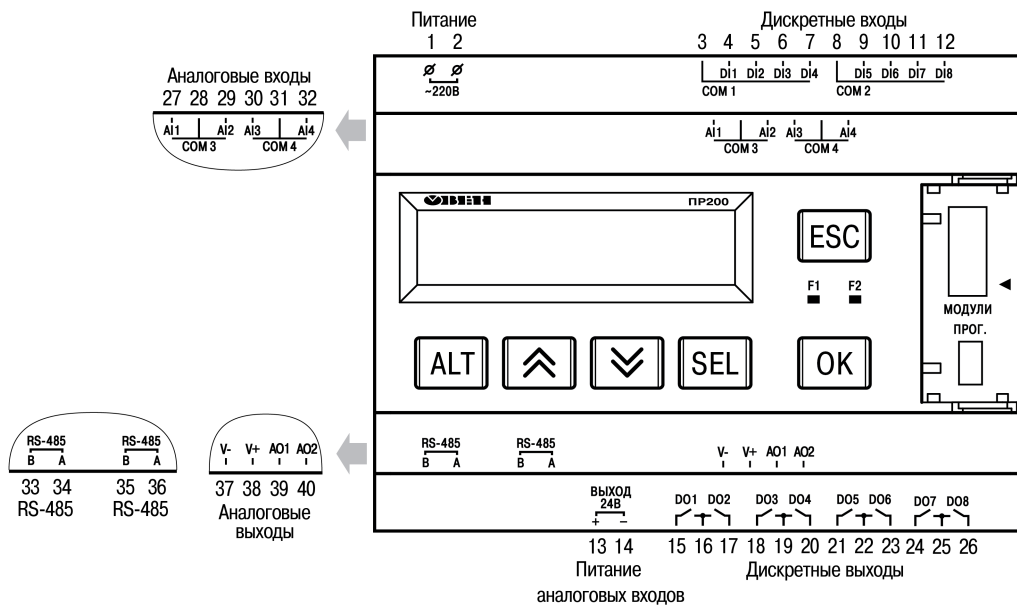 Питание
1 2
Дискретные входы
3 4 5 6 7 8 9 10 11 12
~220В
DI1 DI2 DI3 DI4 DI5 DI6 DI7 DI8
COM 1 COM 2
Аналоговые входы
27 28 29 30 31 32
AI1 AI2 AI3 AI4
COM 3 COM 4
AI1 AI2 AI3 AI4
COM 3 COM 4
ОВЕН ПР200
ESC
F1 F2
МОДУЛИ
ПРОГ.
ALT SEL OK
RS-485 RS-485
B A B A
33 34 35 36
RS-485 RS-485
V- V+ AO1 AO2
37 38 39 40
Аналоговые
выходы
RS-485 RS-485
B A B A
V- V+ AO1 AO2
ВЫХОД
24В
+ −
DO1 DO2 DO3 DO4 DO5 DO6 DO7 DO8
13 14 15 16 17 18 19 20 21 22 23 24 25 26
Питание
аналоговых входов
Дискретные выходы